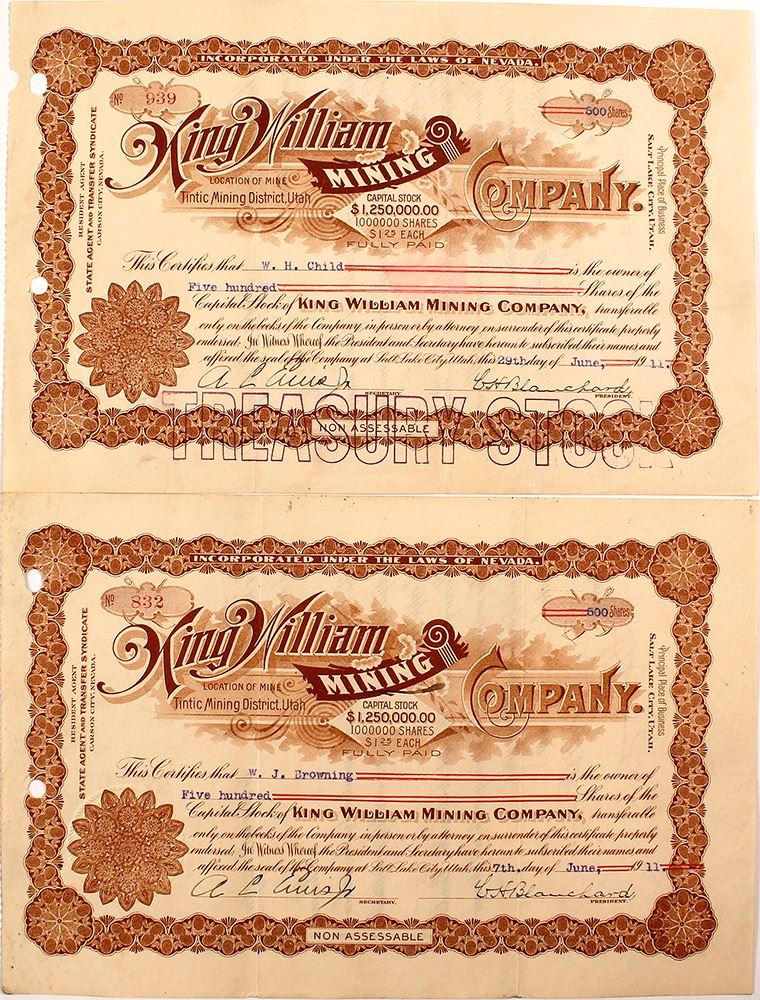 INCORPORATED UNDER THE LAWS OF NEVADA.
No 939
500 Shares
King William
MINING
COMPANY.
LOCATION OF MINE
Tintic Mining District, Utah
CAPITAL STOCK
$1,250,000.00
1000000 SHARES
$1.25 EACH
FULLY PAID
RESIDENT AGENT
STATE AGENT AND TRANSFER SYNDICATE
CARSON CITY, NEVADA.
Principal Place of Business
SALT LAKE CITY, UTAH.
This Certifies that W. H. Child is the owner of
Five hundred Shares of the
Capital Stock of KING WILLIAM MINING COMPANY, transferable
only on the books of the Company in person or by attorney on surrender of this certificate properly
endorsed. In Witness Whereof the President and Secretary have hereunto subscribed their names and
affixed the seal of the Company at Salt Lake City, Utah, this 29th day of June, 1911.
C H Blanchard
SECRETARY.
PRESIDENT.
TREASURY STOCK
NON ASSESSABLE
INCORPORATED UNDER THE LAWS OF NEVADA.
No 832
500 Shares
King William
MINING
COMPANY.
LOCATION OF MINE
Tintic Mining District, Utah
CAPITAL STOCK
$1,250,000.00
1000000 SHARES
$1.25 EACH
FULLY PAID
RESIDENT AGENT
STATE AGENT AND TRANSFER SYNDICATE
CARSON CITY, NEVADA.
Principal Place of Business
SALT LAKE CITY, UTAH.
This Certifies that W. J. Browning is the owner of
Five hundred Shares of the
Capital Stock of KING WILLIAM MINING COMPANY, transferable
only on the books of the Company in person or by attorney on surrender of this certificate properly
endorsed. In Witness Whereof the President and Secretary have hereunto subscribed their names and
affixed the seal of the Company at Salt Lake City, Utah, this 7th. day of June, 1911.
C H Blanchard
SECRETARY.
PRESIDENT.
NON ASSESSABLE